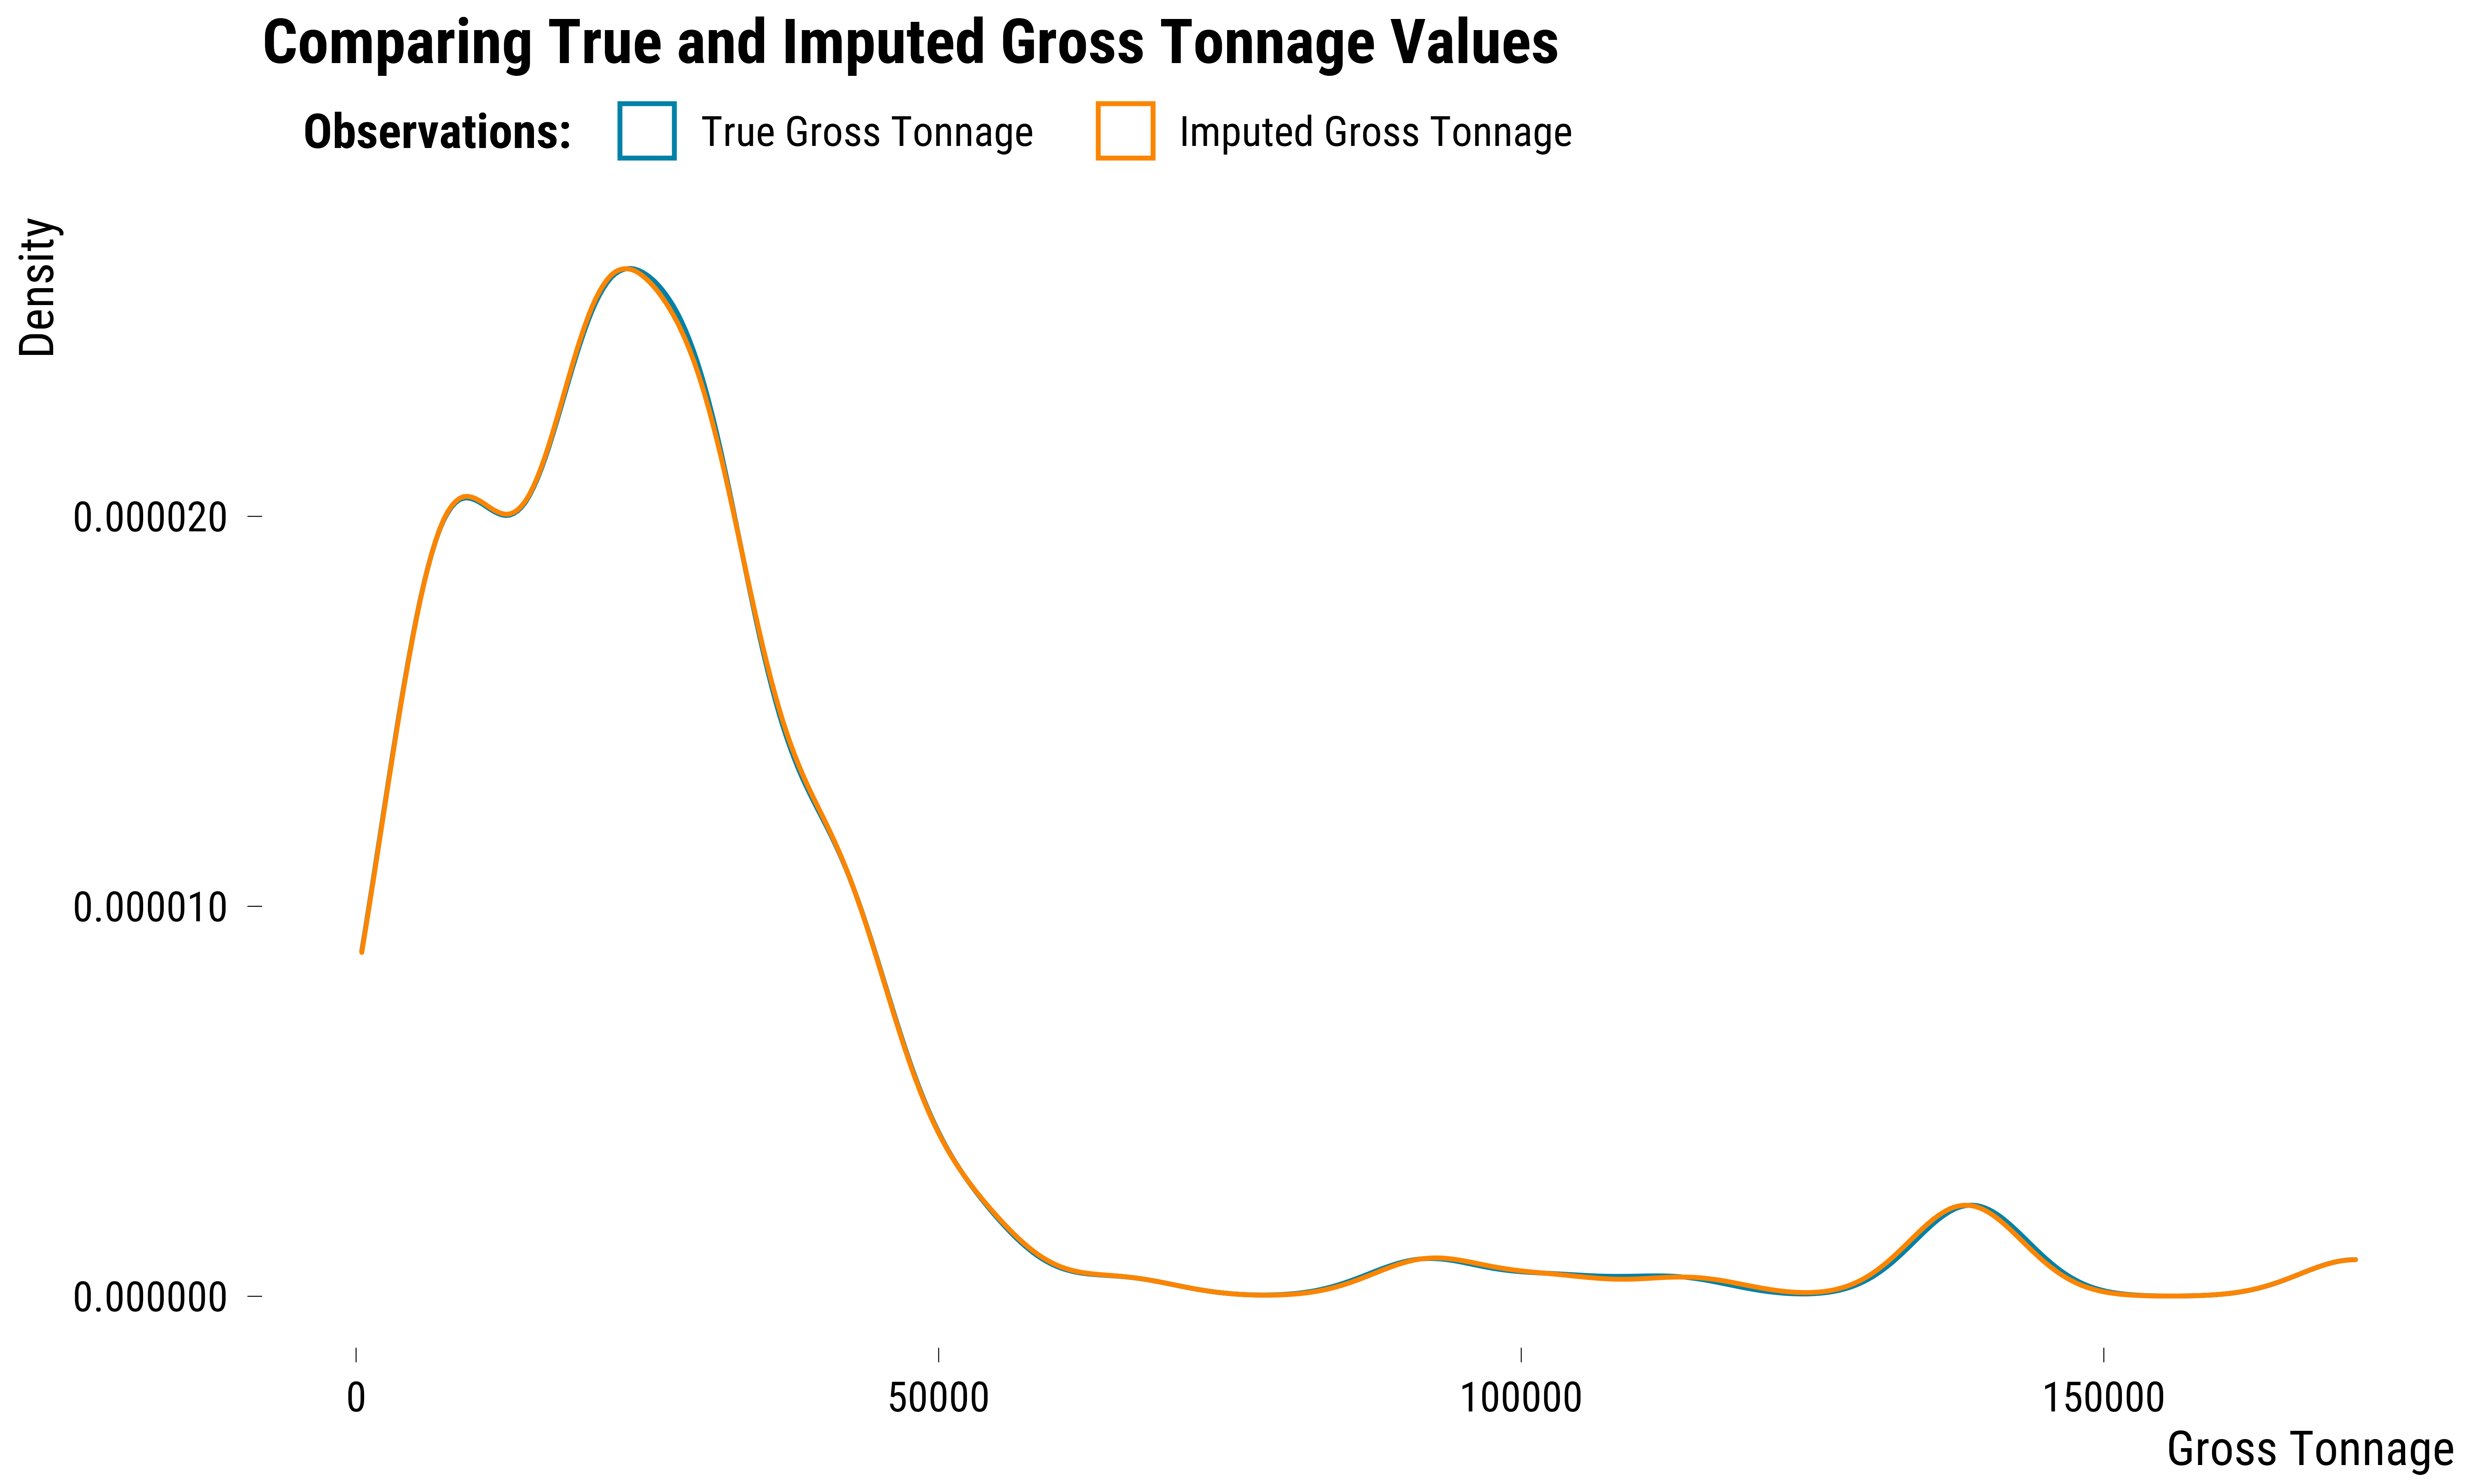 Comparing True and Imputed Gross Tonnage Values
Observations: True Gross Tonnage Imputed Gross Tonnage
Density
0.000020
0.000010
0.000000
0 50000 100000 150000
Gross Tonnage